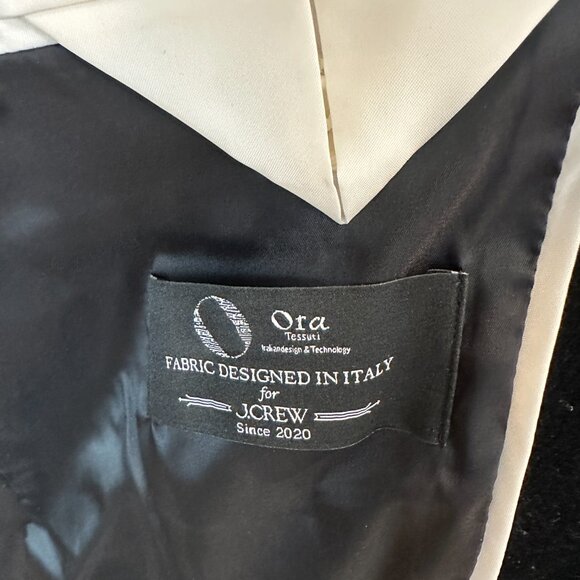 Ora
Tessuti
Italiandesign & Technology
FABRIC DESIGNED IN ITALY
for
J.CREW
Since 2020